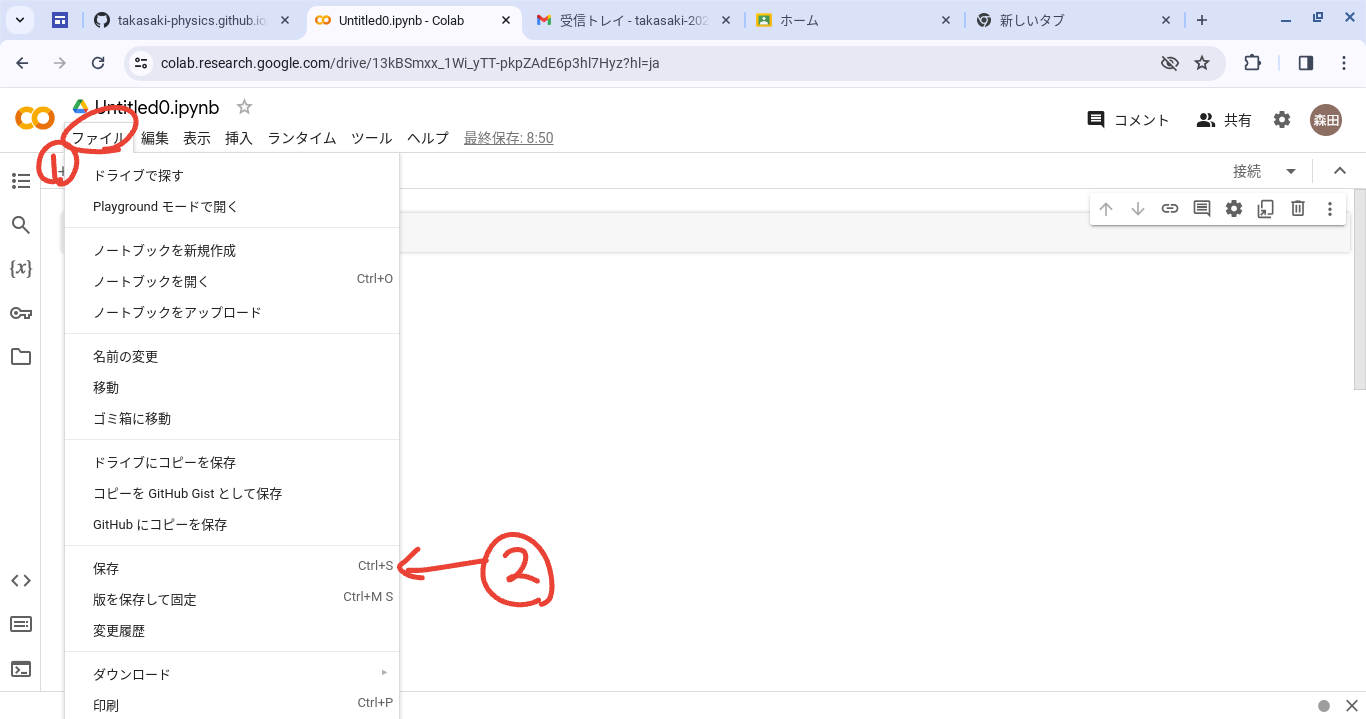 takasaki-physics.github.io
Untitled0.ipynb - Colab
受信トレイ - takasaki-202
ホーム
新しいタブ
colab.research.google.com/drive/13kBSmxx_1Wi_yTT-pkpZAdE6p3hl7Hyz?hl=ja
Untitled0.ipynb
コメント
共有
森田
ファイル 編集 表示 挿入 ランタイム ツール ヘルプ 最終保存: 8:50
①
接続
ドライブで探す
Playground モードで開く
ノートブックを新規作成
ノートブックを開く Ctrl+O
ノートブックをアップロード
名前の変更
移動
ゴミ箱に移動
ドライブにコピーを保存
コピーを GitHub Gist として保存
GitHub にコピーを保存
保存 Ctrl+S
②
版を保存して固定 Ctrl+M S
変更履歴
ダウンロード
印刷 Ctrl+P